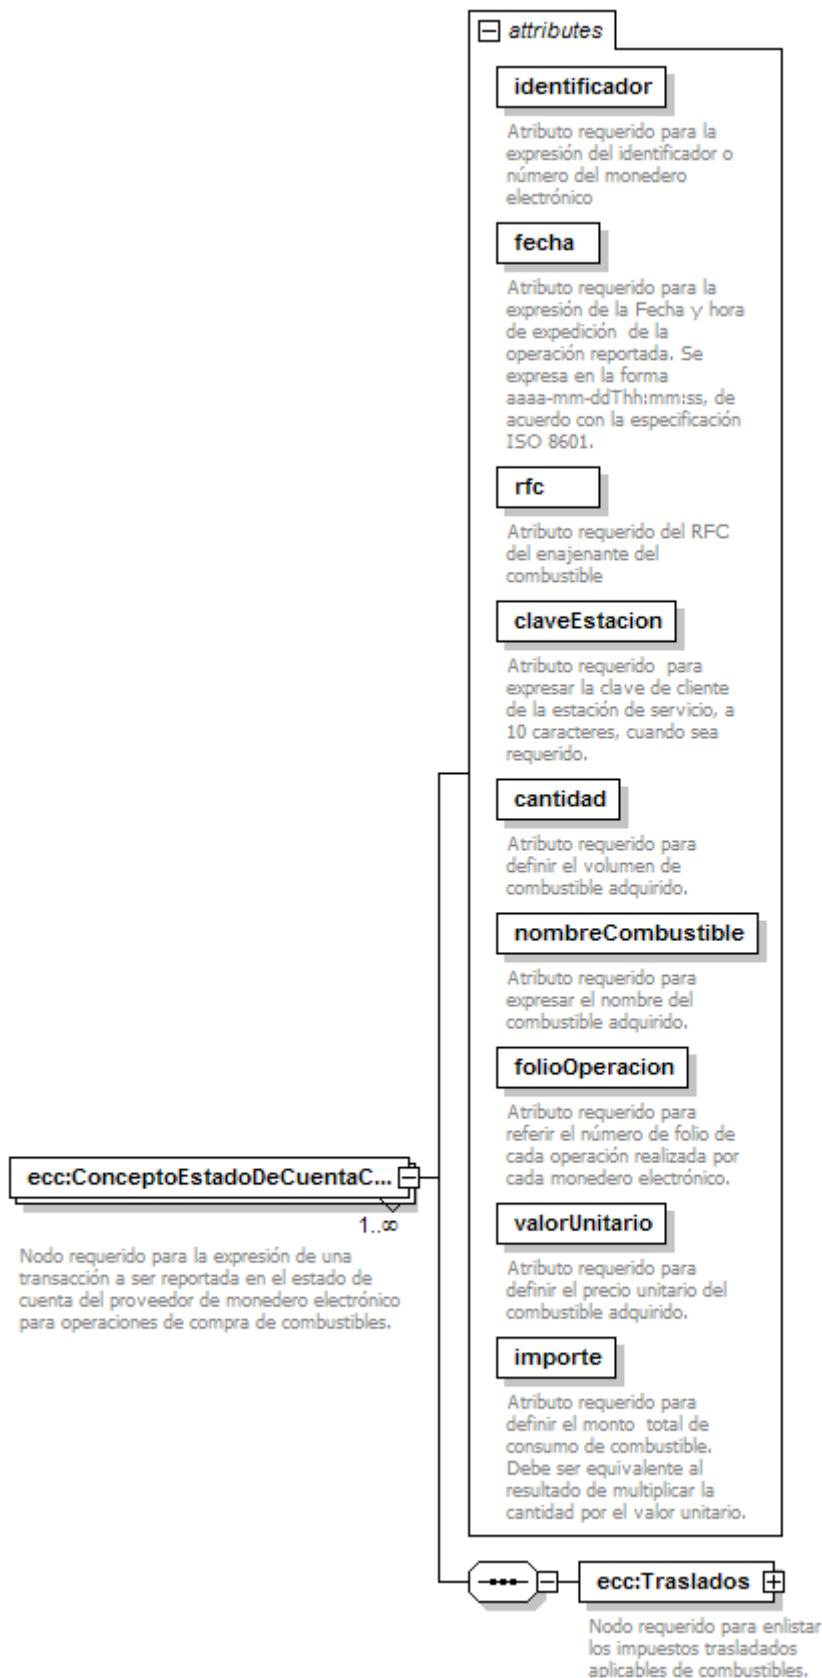 attributes
identificador
Atributo requerido para la
expresión del identificador o
número del monedero
electrónico
fecha
Atributo requerido para la
expresión de la Fecha y hora
de expedición  de la
operación reportada. Se
expresa en la forma
aaaa-mm-ddThh:mm:ss, de
acuerdo con la especificación
ISO 8601.
rfc
Atributo requerido del RFC
del enajenante del
combustible
claveEstacion
Atributo requerido  para
expresar la clave de cliente
de la estación de servicio, a
10 caracteres, cuando sea
requerido.
cantidad
Atributo requerido para
definir el volumen de
combustible adquirido.
nombreCombustible
Atributo requerido para
expresar el nombre del
combustible adquirido.
folioOperacion
Atributo requerido para
referir el número de folio de
cada operación realizada por
cada monedero electrónico.
valorUnitario
Atributo requerido para
definir el precio unitario del
combustible adquirido.
importe
Atributo requerido para
definir el monto  total de
consumo de combustible.
Debe ser equivalente al
resultado de multiplicar la
cantidad por el valor unitario.
ecc:ConceptoEstadoDeCuentaC...
1..∞
Nodo requerido para la expresión de una
transacción a ser reportada en el estado de
cuenta del proveedor de monedero electrónico
para operaciones de compra de combustibles.
ecc:Traslados
Nodo requerido para enlistar
los impuestos trasladados
aplicables de combustibles.